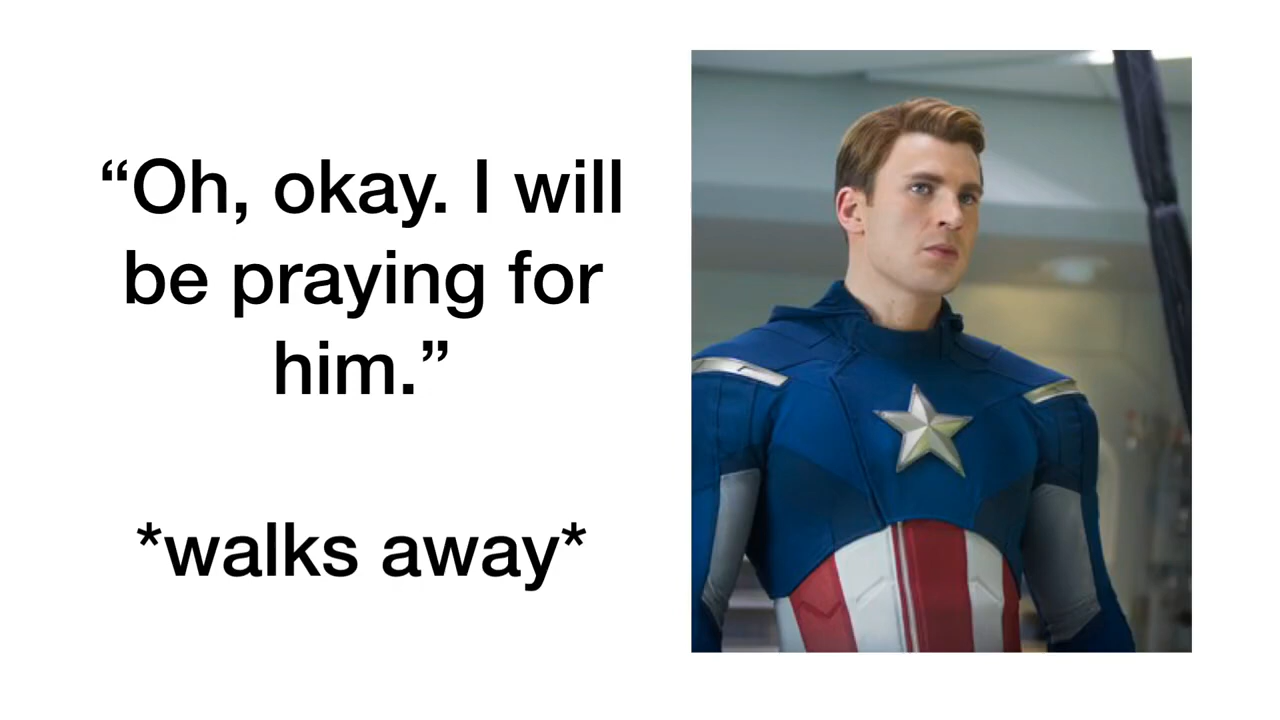 “Oh, okay. I will
be praying for
him.”
*walks away*